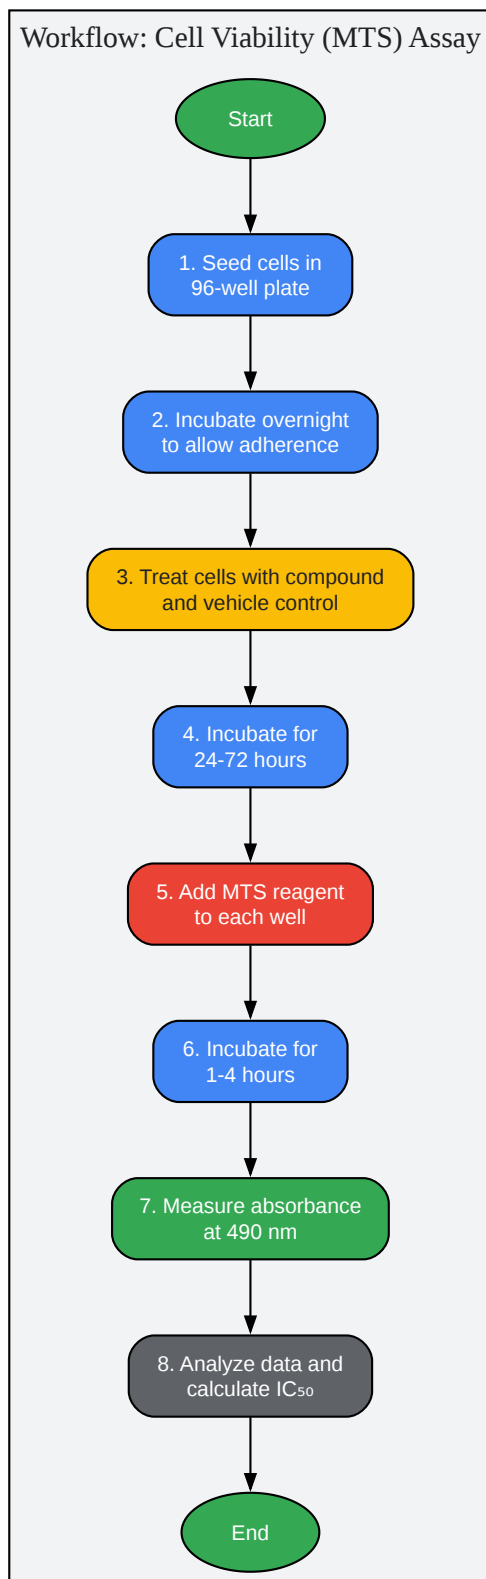 Workflow: Cell Viability (MTS) Assay
Start
1. Seed cells in
96-well plate
2. Incubate overnight
to allow adherence
3. Treat cells with compound
and vehicle control
4. Incubate for
24-72 hours
5. Add MTS reagent
to each well
6. Incubate for
1-4 hours
7. Measure absorbance
at 490 nm
8. Analyze data and
calculate IC₅₀
End